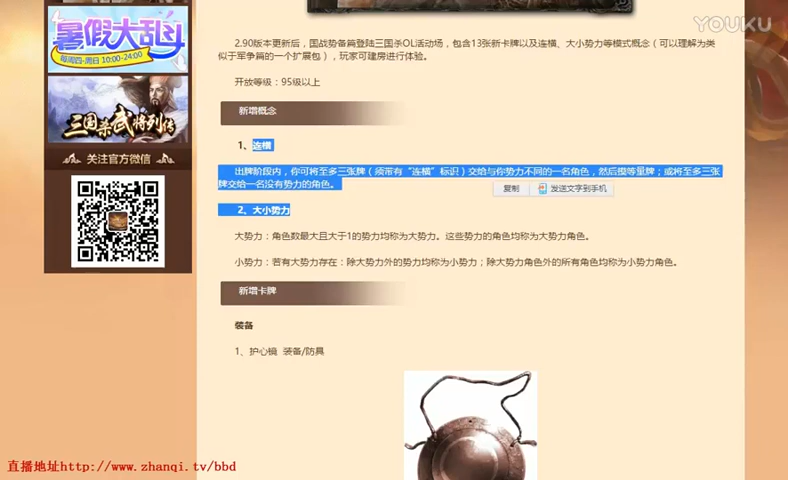 YOUKU
暑假大乱斗
每周四-周日 10:00-24:00
三国杀武将列传
关注官方微信
2.90版本更新后，国战势备篇登陆三国杀OL活动场，包含13张新卡牌以及连横、大小势力等模式概念（可以理解为类
似于军争篇的一个扩展包），玩家可建房进行体验。
开放等级：95级以上
新增概念
1、连横
出牌阶段内，你可将至多三张牌（须带有“连横”标识）交给与你势力不同的一名角色，然后摸等量牌；或将至多三张
牌交给一名没有势力的角色。
复制 发送文字到手机
2、大小势力
大势力：角色数最大且大于1的势力均称为大势力。这些势力的角色均称为大势力角色。
小势力：若有大势力存在：除大势力外的势力均称为小势力；除大势力角色外的所有角色均称为小势力角色。
新增卡牌
装备
1、护心镜 装备/防具
直播地址http://www.zhanqi.tv/bbd